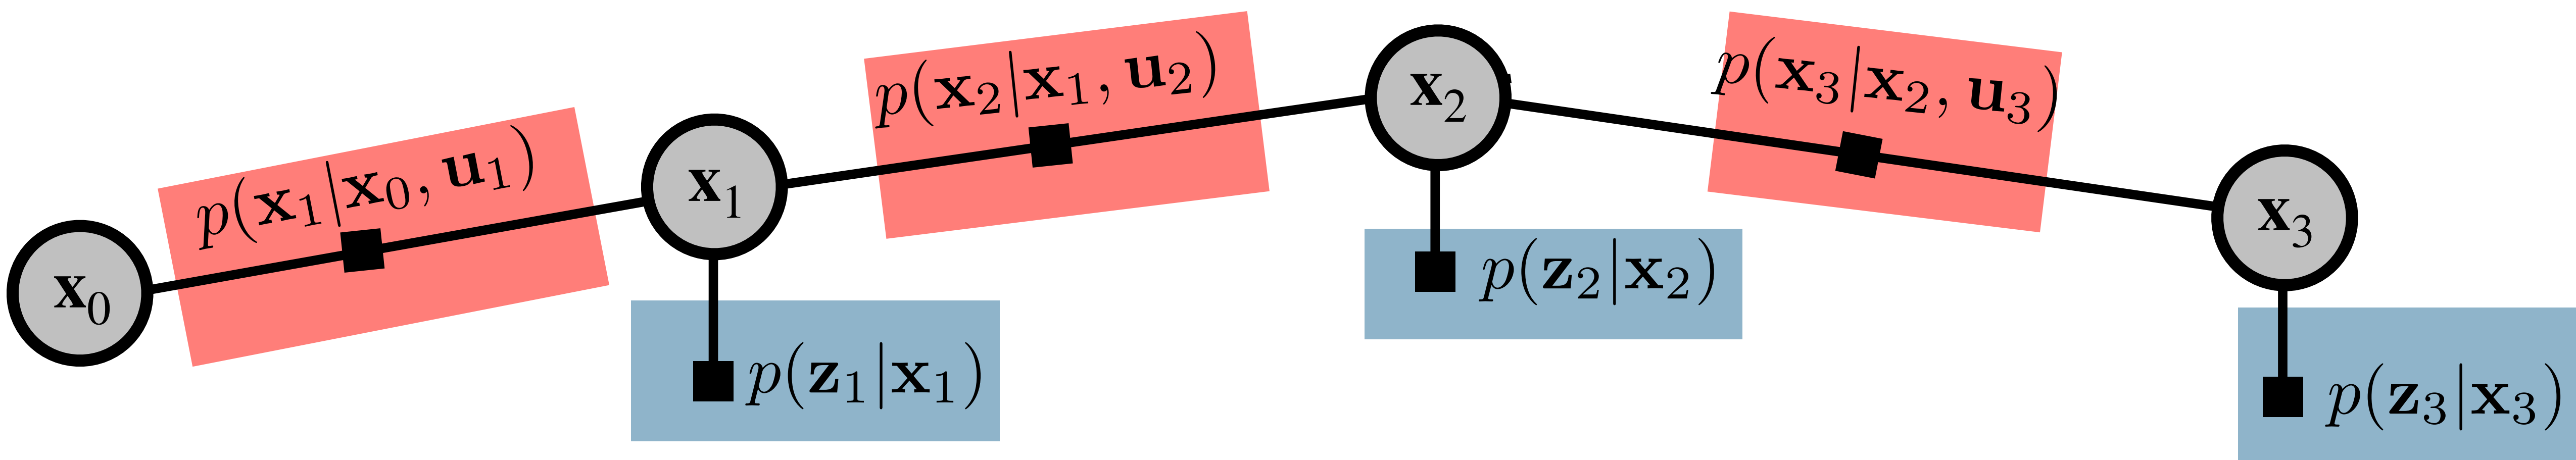 x₀
p(x₁|x₀, u₁)
x₁
p(z₁|x₁)
p(x₂|x₁, u₂)
x₂
p(z₂|x₂)
p(x₃|x₂, u₃)
x₃
p(z₃|x₃)